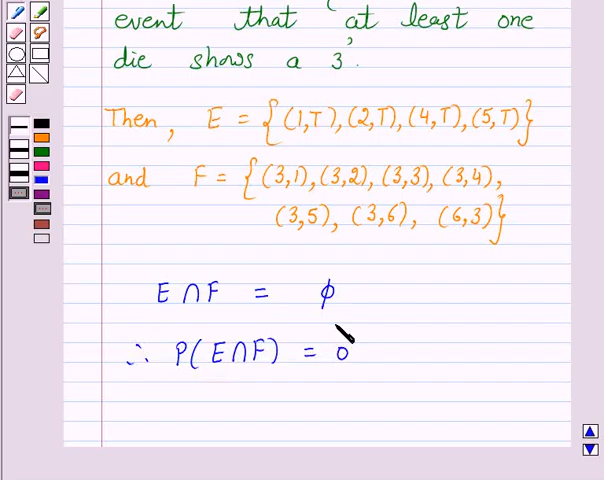 event that 'at least one
die shows a 3'.
Then, E = {(1,T), (2,T), (4,T), (5,T)}
and F = {(3,1), (3,2), (3,3), (3,4),
(3,5), (3,6), (6,3)}
E ∩ F = ϕ
∴ P(E∩F) = 0